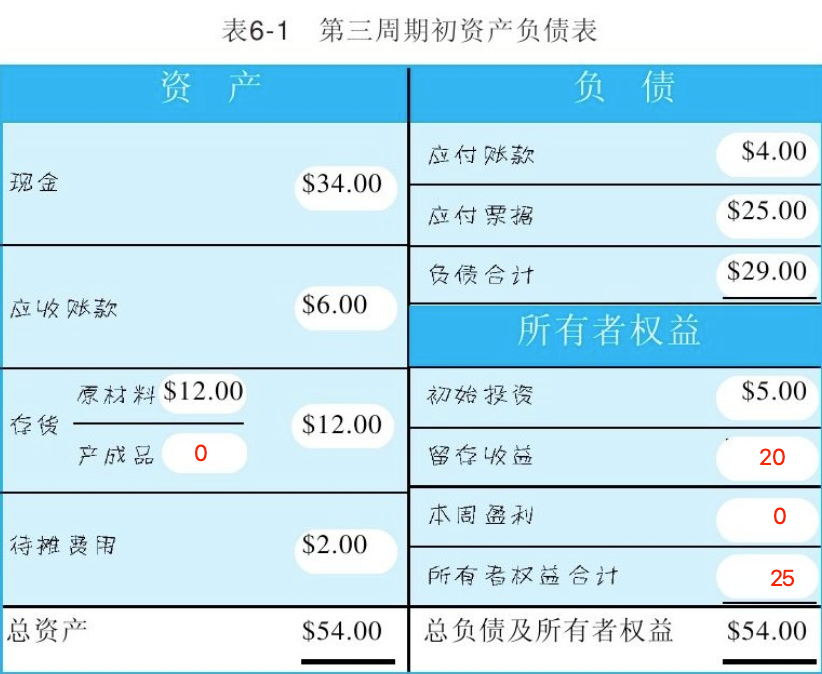 表6-1 第三周期初资产负债表
资 产
负 债
现金 $34.00
应付账款 $4.00
应付票据 $25.00
负债合计 $29.00
应收账款 $6.00
所有者权益
存货 原材料 $12.00 $12.00
产成品 0
初始投资 $5.00
留存收益 20
待摊费用 $2.00
本周盈利 0
所有者权益合计 25
总资产 $54.00
总负债及所有者权益 $54.00